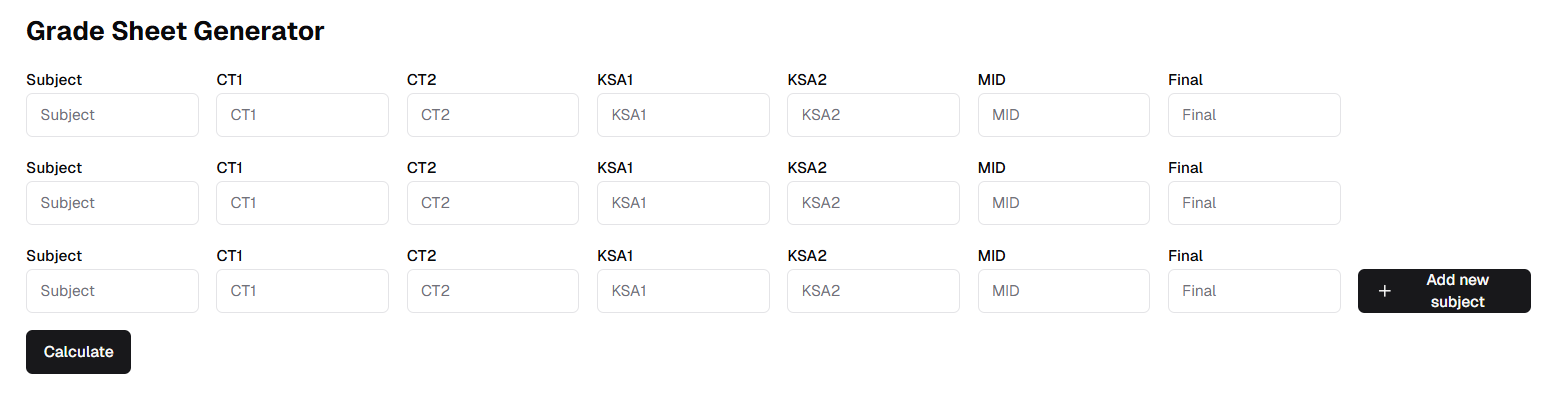 Grade Sheet Generator
Subject CT1 CT2 KSA1 KSA2 MID Final
Subject CT1 CT2 KSA1 KSA2 MID Final
Subject CT1 CT2 KSA1 KSA2 MID Final
Subject CT1 CT2 KSA1 KSA2 MID Final
Subject CT1 CT2 KSA1 KSA2 MID Final
Subject CT1 CT2 KSA1 KSA2 MID Final
Add new
subject
Calculate